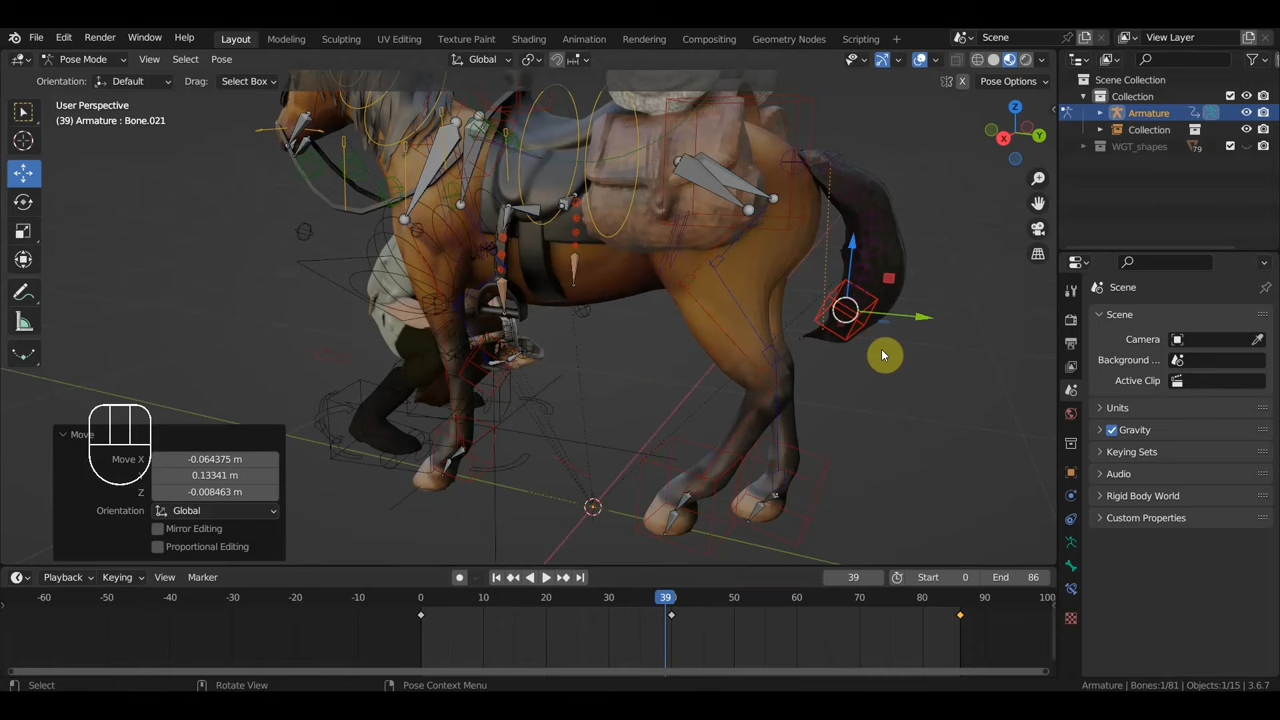 File Edit Render Window Help Layout Modeling Sculpting UV Editing Texture Paint Shading Animation Rendering Compositing Geometry Nodes Scripting + Scene View Layer
Pose Mode View Select Pose Global
Orientation: Default Drag: Select Box X Pose Options
User Perspective
(39) Armature : Bone.021
Scene Collection
Collection
Armature
Collection
WGT_shapes 79
X Y Z
Scene
Scene
Camera
Background ...
Active Clip
Units
Gravity
Keying Sets
Audio
Rigid Body World
Custom Properties
Move
Move X -0.064375 m
0.13341 m
Z -0.008463 m
Orientation Global
Mirror Editing
Proportional Editing
Playback Keying View Marker 39 Start 0 End 86
-60 -50 -40 -30 -20 -10 0 10 20 30 39 50 60 70 80 90 100
Select Rotate View Pose Context Menu Armature | Bones:1/81 | Objects:1/15 | 3.6.7